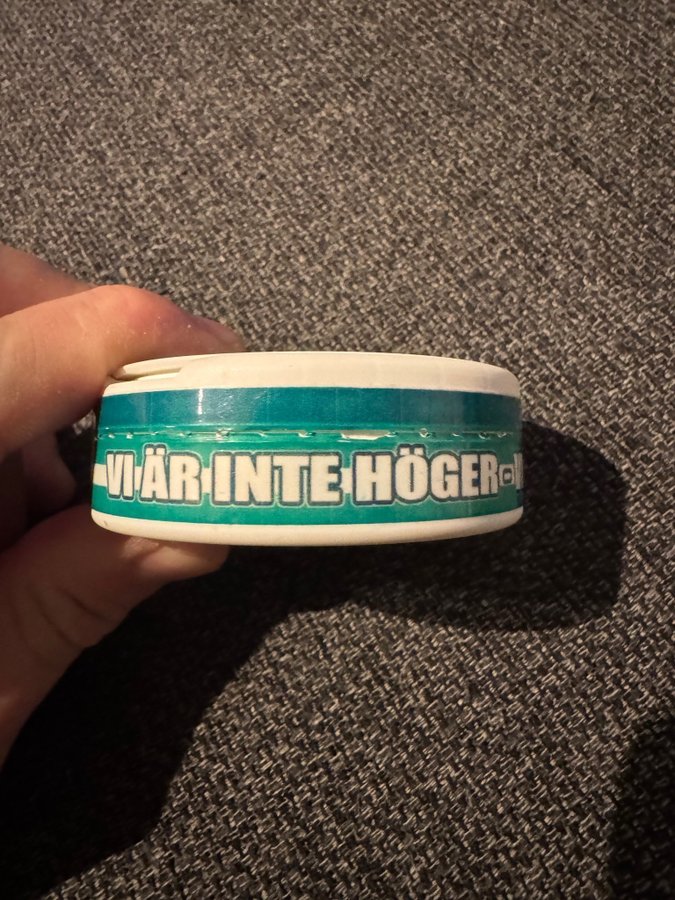 VI ÄR INTE HÖGER -